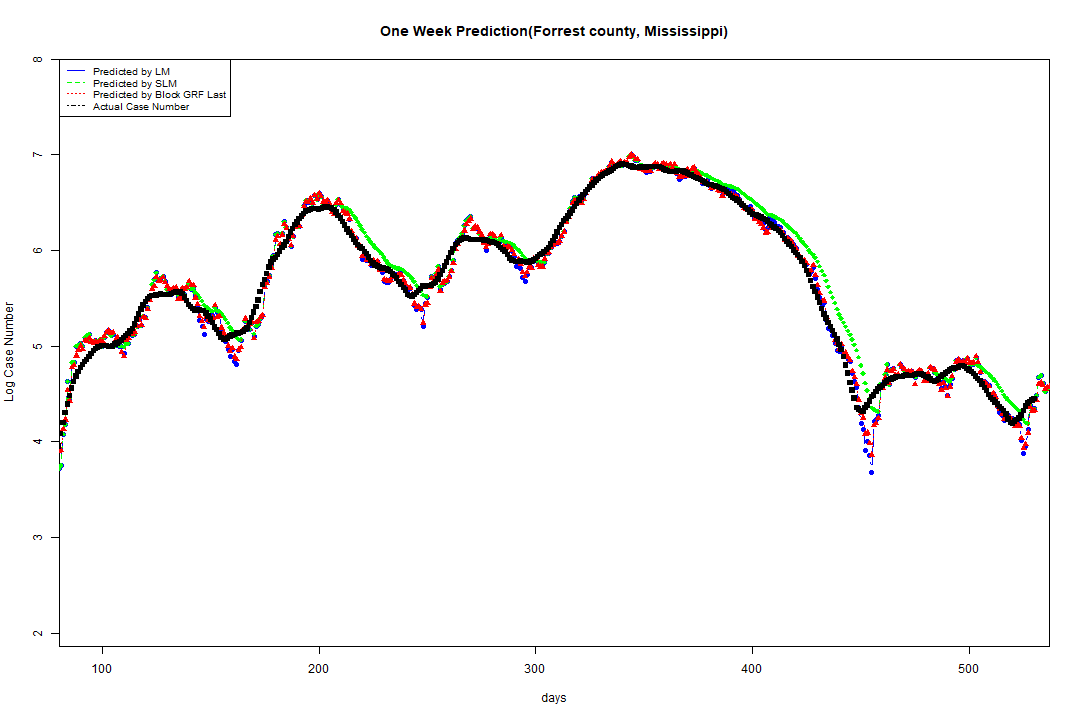 One Week Prediction(Forrest county, Mississippi)
Predicted by LM
Predicted by SLM
Predicted by Block GRF Last
Actual Case Number
8
7
6
5
4
3
2
Log Case Number
100 200 300 400 500
days